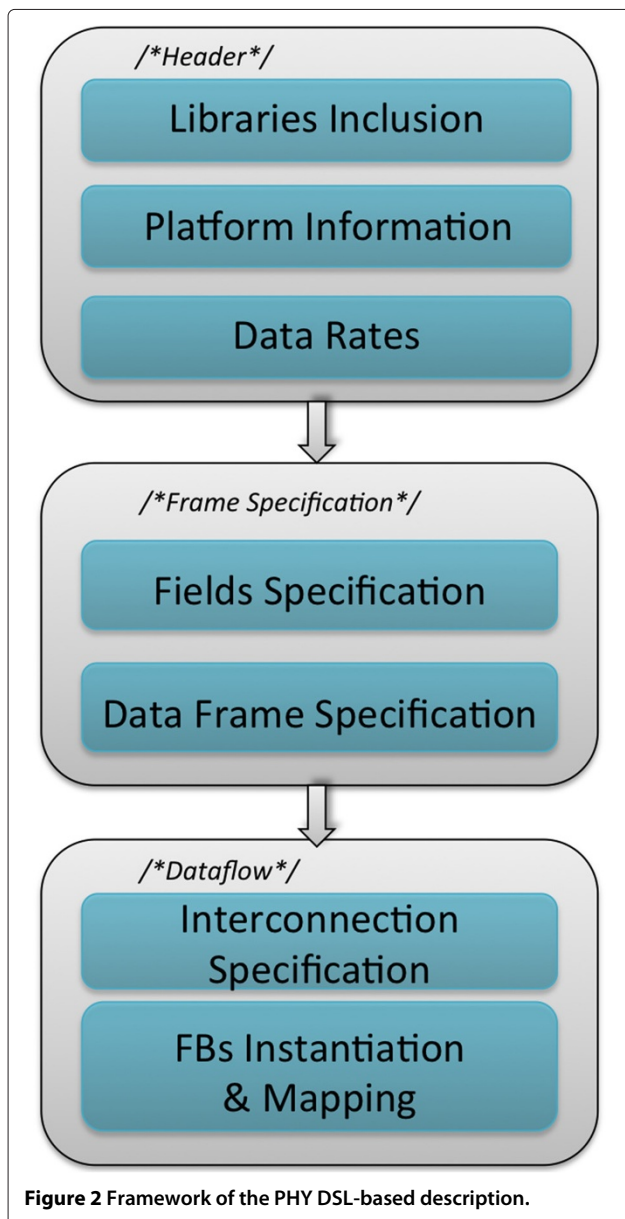 /*Header*/
Libraries Inclusion
Platform Information
Data Rates
/*Frame Specification*/
Fields Specification
Data Frame Specification
/*Dataflow*/
Interconnection
Specification
FBs Instantiation
& Mapping
Figure 2 Framework of the PHY DSL-based description.